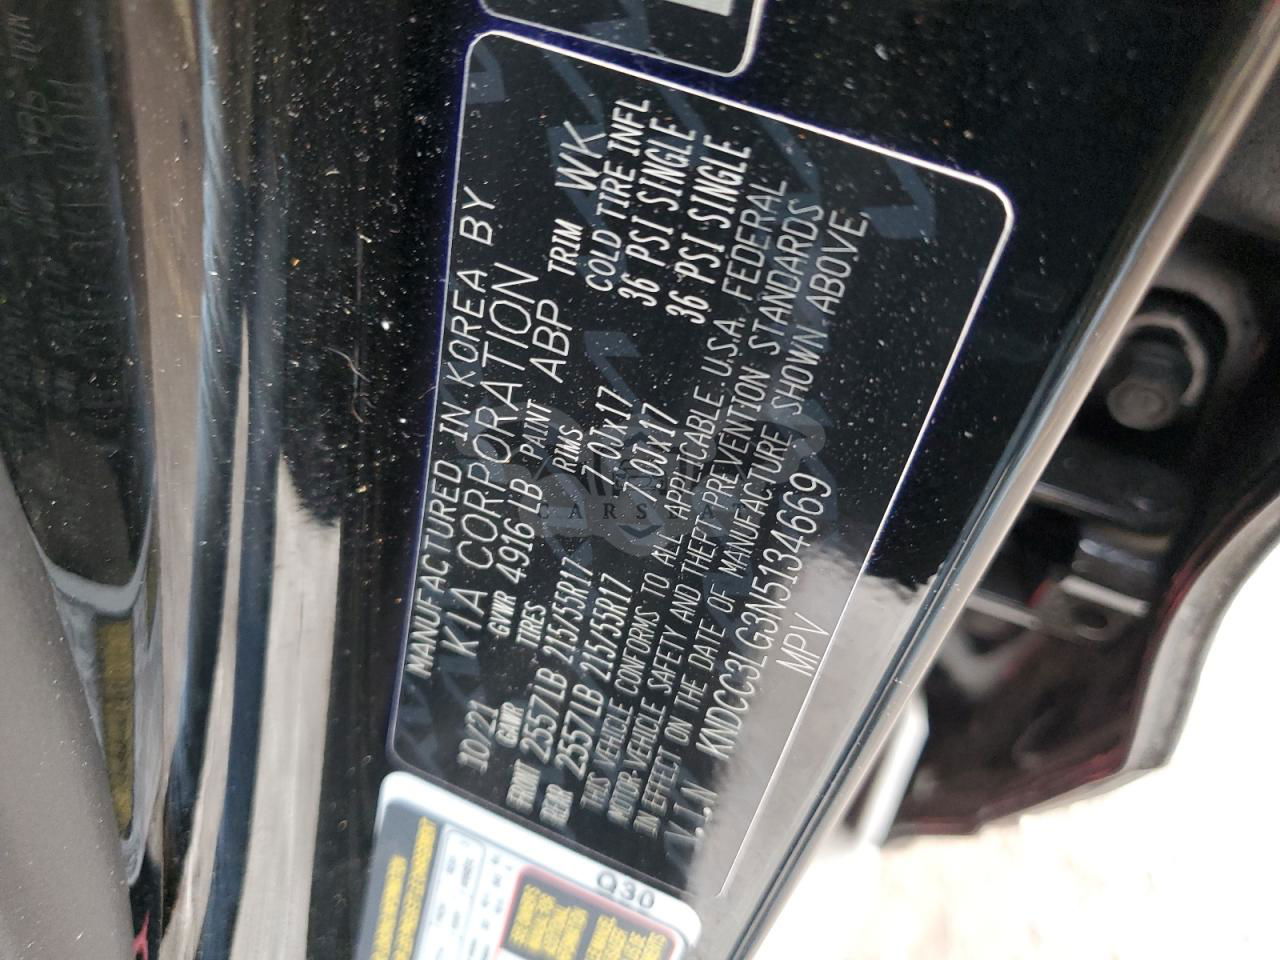 MANUFACTURED IN KOREA BY
KIA CORPORATION
10/21 GVWR 4916 LB PAINT ABP TRIM WK
GAWR TIRES RIMS COLD TIRE INFL
FRONT 2557LB 215/55R17 7.0Jx17 36 PSI SINGLE
REAR 2557LB 215/55R17 7.0Jx17 36 PSI SINGLE
THIS VEHICLE CONFORMS TO ALL APPLICABLE U.S.A. FEDERAL
MOTOR-VEHICLE SAFETY AND THEFT PREVENTION STANDARDS
IN EFFECT ON THE DATE OF MANUFACTURE SHOWN ABOVE,
V.I.N KNDCC3LG3N5134669
MPV
Q30